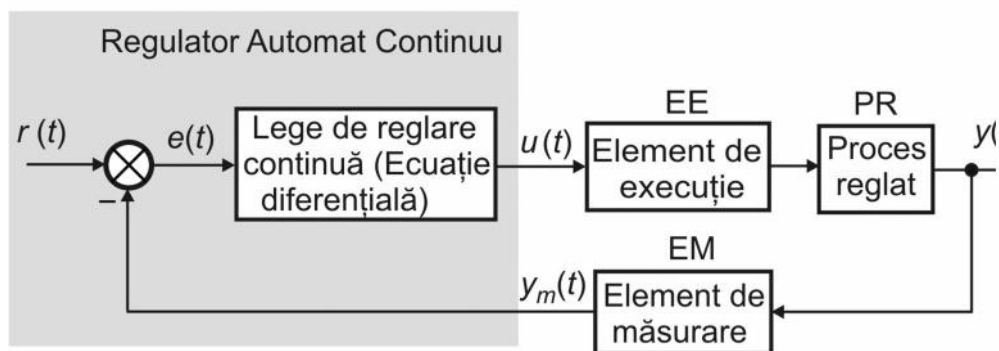 Regulator Automat Continuu
r (t)
e(t)
Lege de reglare
continuă (Ecuație
diferențială)
u(t)
EE
Element de
execuție
PR
Proces
reglat
y(
–
yₘ(t)
EM
Element de
măsurare